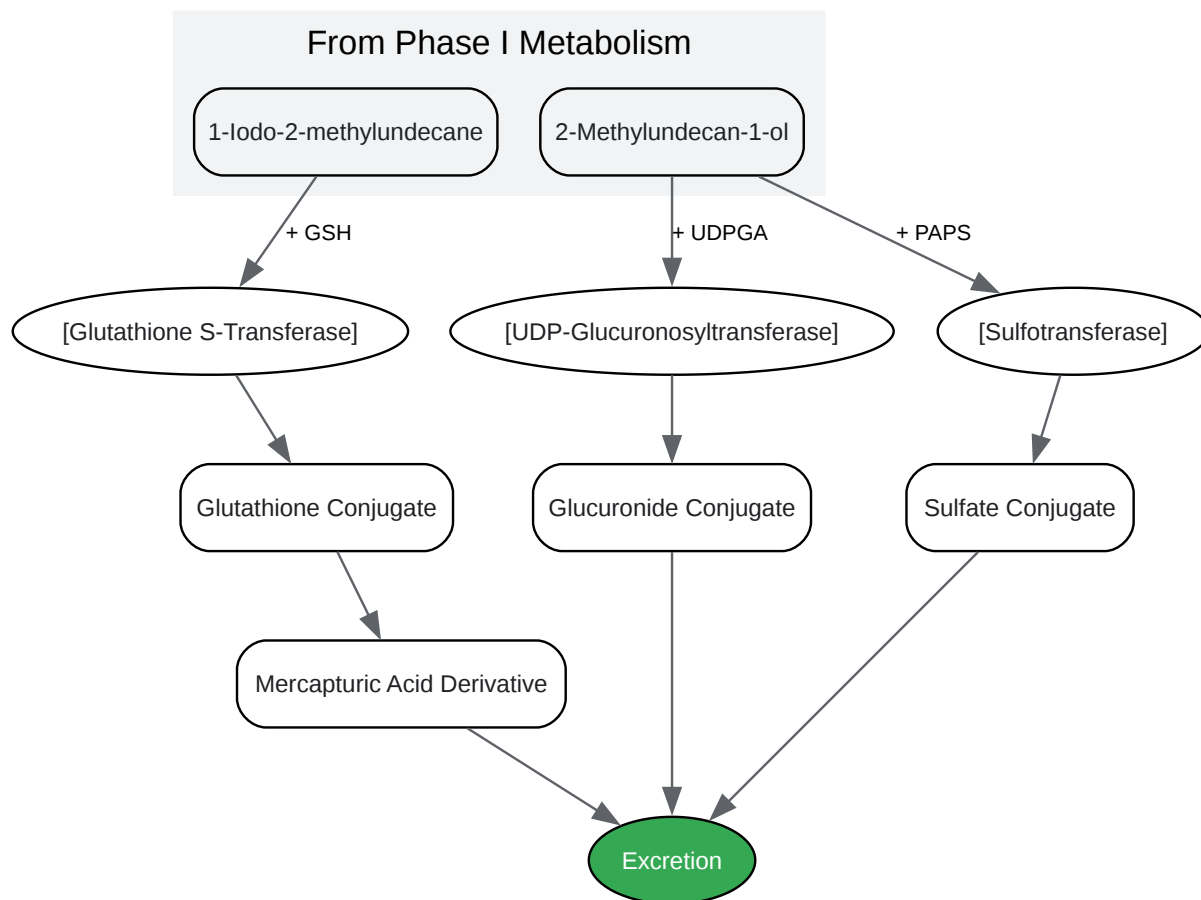 From Phase I Metabolism
1-Iodo-2-methylundecane
2-Methylundecan-1-ol
+ GSH
+ UDPGA
+ PAPS
[Glutathione S-Transferase]
[UDP-Glucuronosyltransferase]
[Sulfotransferase]
Glutathione Conjugate
Glucuronide Conjugate
Sulfate Conjugate
Mercapturic Acid Derivative
Excretion